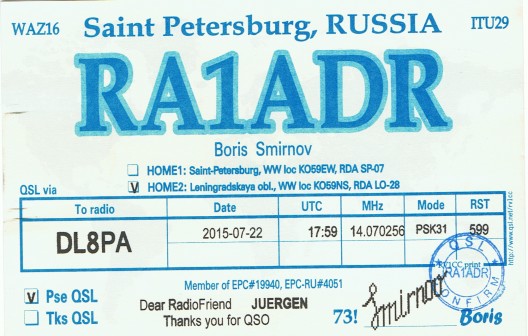 WAZ16 Saint Petersburg, RUSSIA ITU29
RA1ADR
Boris Smirnov
HOME1: Saint-Petersburg, WW loc KO59EW, RDA SP-07
QSL via V HOME2: Leningradskaya obl., WW loc KO59NS, RDA LO-28
To radio Date UTC MHz Mode RST
DL8PA 2015-07-22 17:59 14.070256 PSK31 599
QSL
RA1ADR
CONFIRM
Member of EPC#19940, EPC-RU#4051
V Pse QSL
Dear RadioFriend JUERGEN
Tks QSL
Thanks you for QSO
73! Smirnov Boris